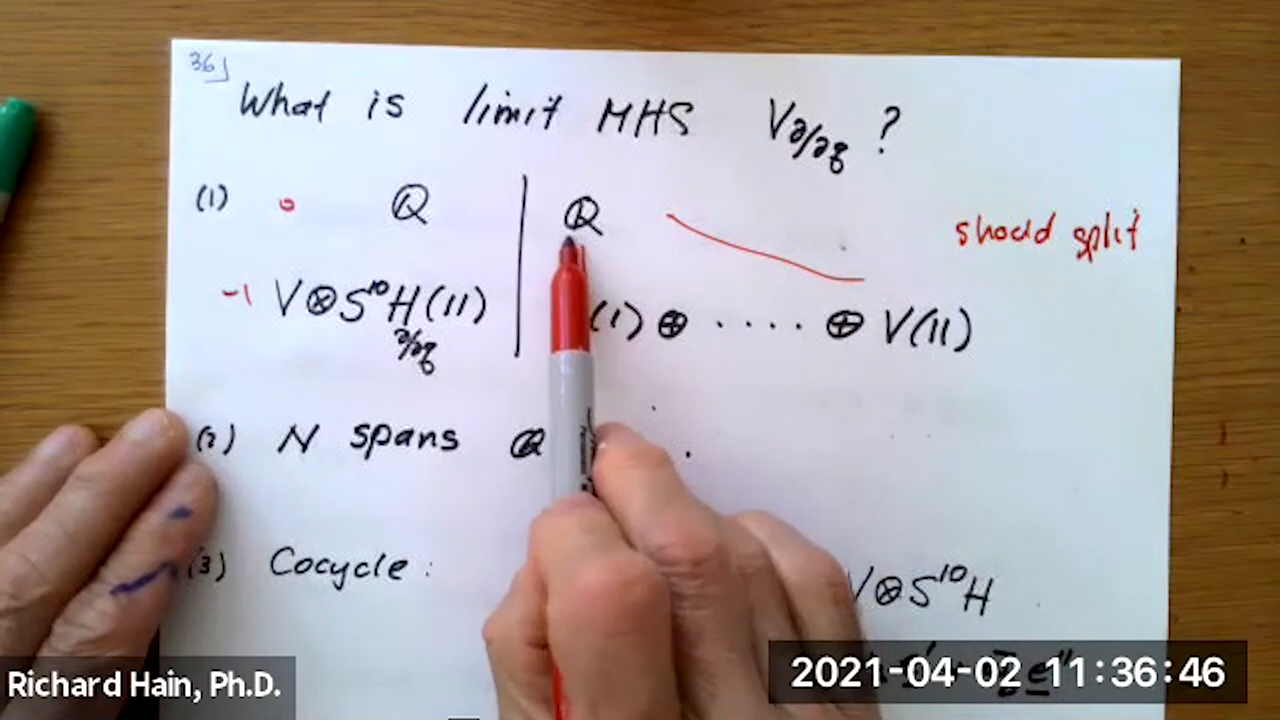 36
What is limit MHS V∂/∂q ?
(1) 0 ℚ ℚ should split
-1 V⊗S¹⁰H(11) ∂/∂q (1) ⊕ ···· ⊕ V(11)
(2) N spans ℚ
(3) Cocycle : V⊗S¹⁰H
Richard Hain, Ph.D.
2021-04-02 11:36:46